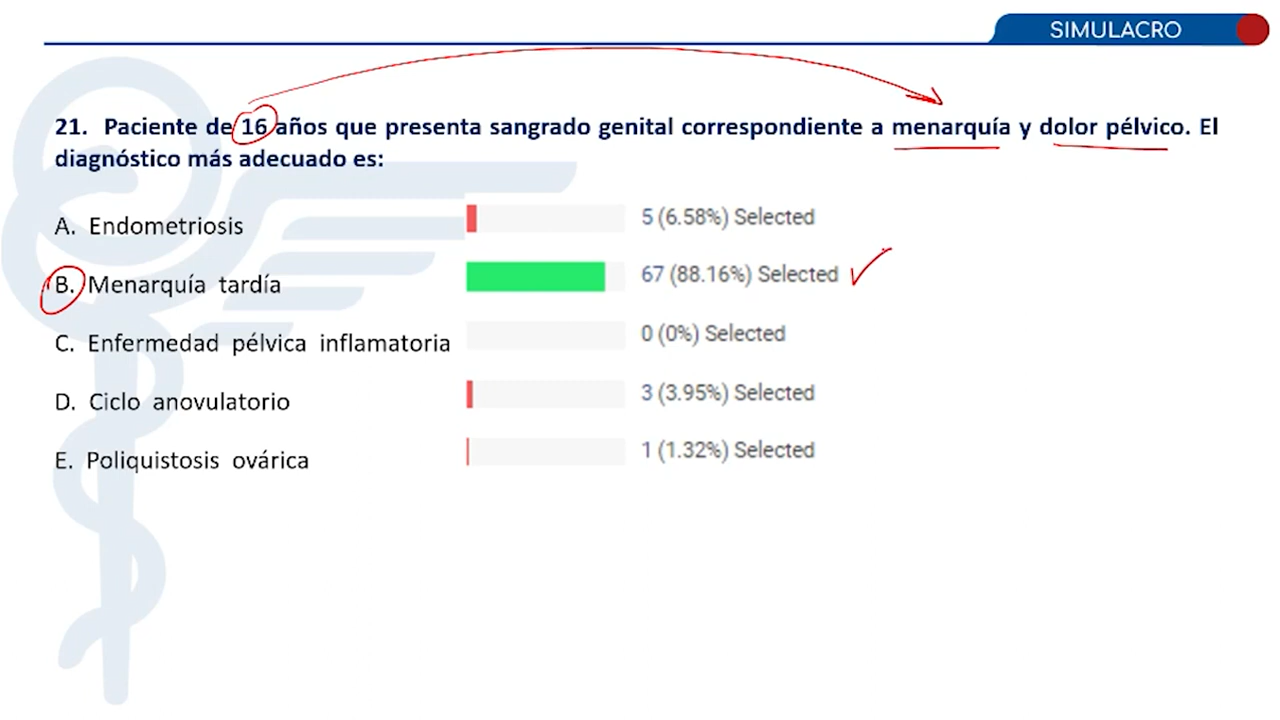 SIMULACRO
21. Paciente de 16 años que presenta sangrado genital correspondiente a menarquía y dolor pélvico. El
diagnóstico más adecuado es:
A. Endometriosis
5 (6.58%) Selected
B. Menarquía tardía
67 (88.16%) Selected
C. Enfermedad pélvica inflamatoria
0 (0%) Selected
D. Ciclo anovulatorio
3 (3.95%) Selected
E. Poliquistosis ovárica
1 (1.32%) Selected